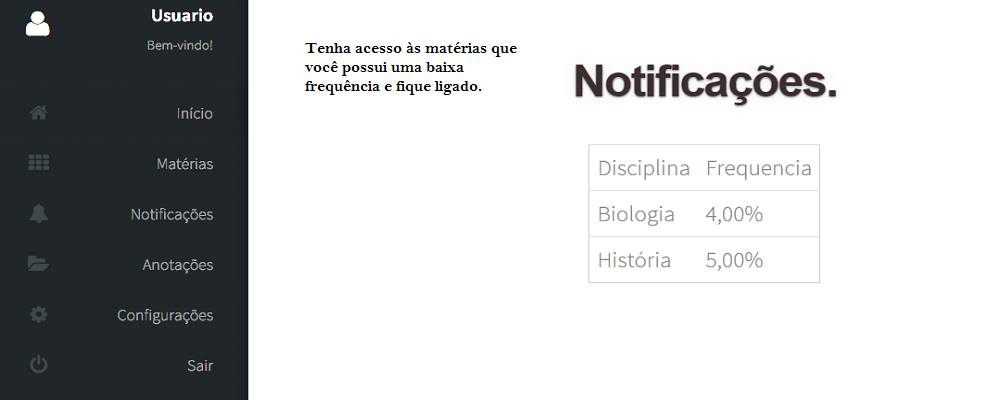 Usuario
Bem-vindo!
Início
Matérias
Notificações
Anotações
Configurações
Sair
Tenha acesso às matérias que
você possui uma baixa
frequência e fique ligado.
Notificações.
Disciplina Frequencia
Biologia 4,00%
História 5,00%